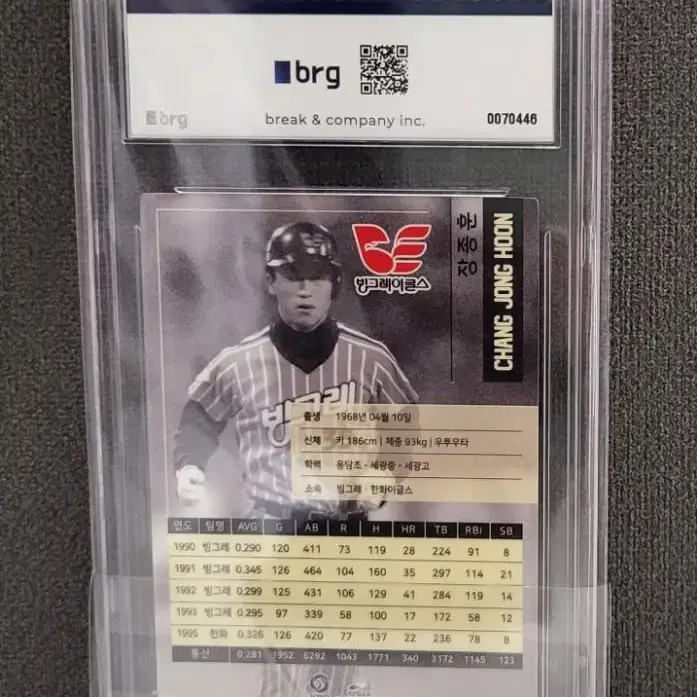 brg
brg
break & company inc.
0070446
장종훈
CHANG JONG HOON
빙그레이글스
빙그레
출생 1968년 04월 10일
신체 키 186cm | 체중 93kg | 우투우타
학력 용담초 - 세광중 - 세광고
소속 빙그레 · 한화이글스
연도 팀명 AVG G AB R H HR TB RBI SB
1990 빙그레 0.290 120 411 73 119 28 224 91 8
1991 빙그레 0.345 126 464 104 160 35 297 114 21
1992 빙그레 0.299 125 431 106 129 41 284 119 14
1993 빙그레 0.295 97 339 58 100 17 172 58 12
1995 한화 0.326 126 420 77 137 22 236 78 8
통산 0.281 1952 6292 1043 1771 340 3172 1145 123